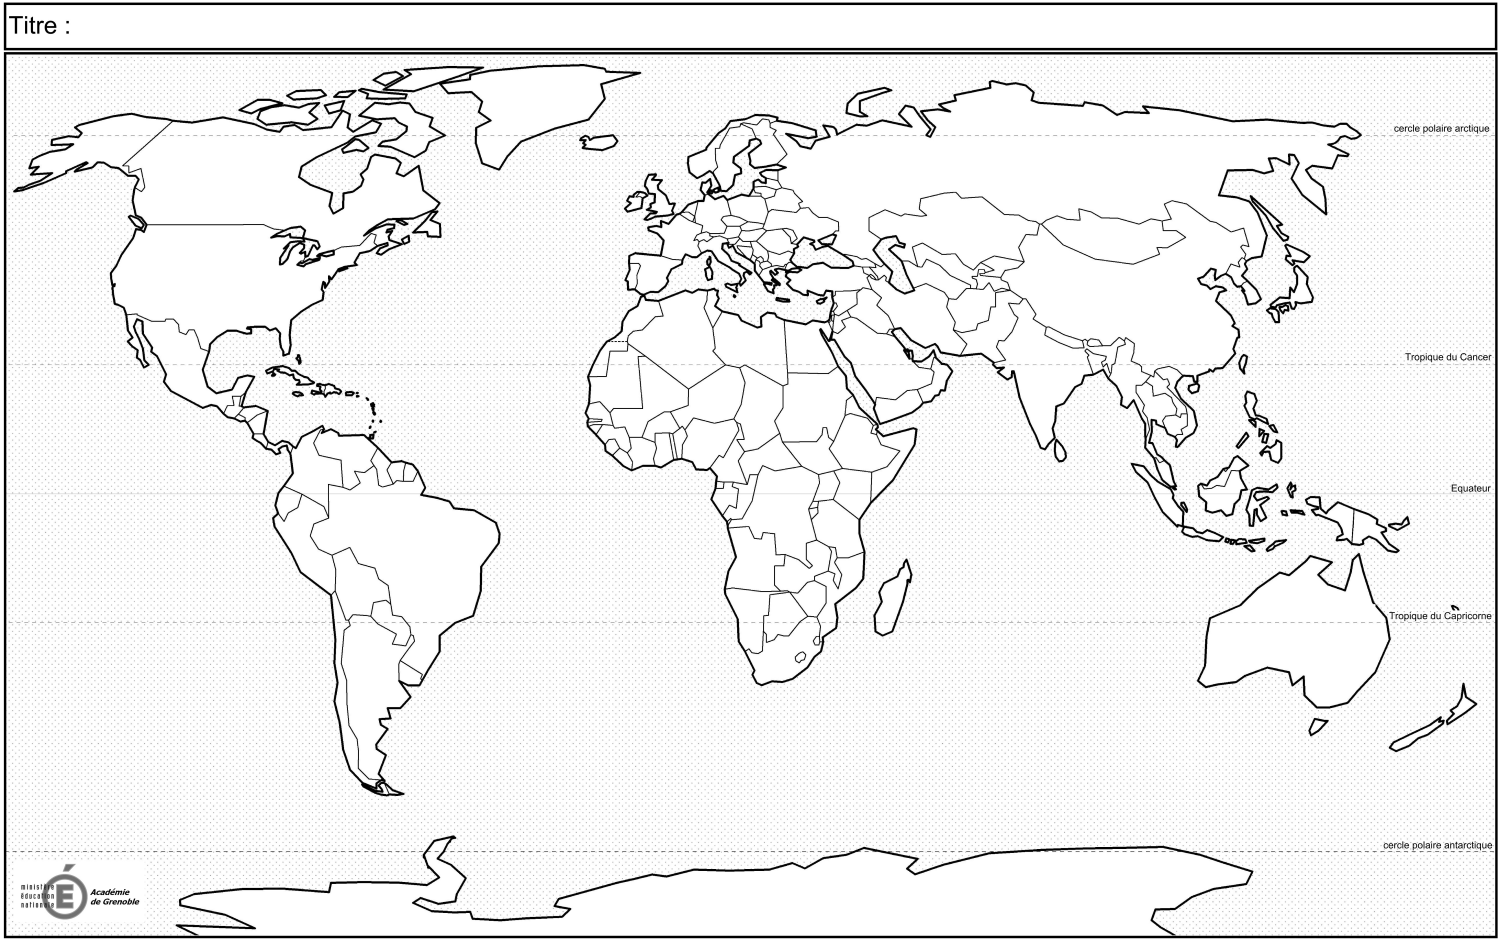 Titre :
cercle polaire arctique
Tropique du Cancer
Equateur
Tropique du Capricorne
cercle polaire antarctique
ministère
éducation
nationale
É
Académie
de Grenoble